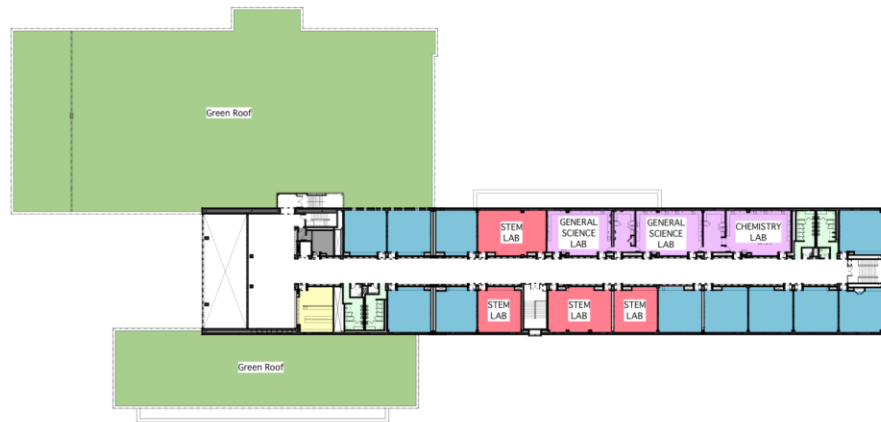 Green Roof
STEM
LAB
GENERAL
SCIENCE
LAB
GENERAL
SCIENCE
LAB
CHEMISTRY
LAB
STEM
LAB
STEM
LAB
STEM
LAB
Green Roof